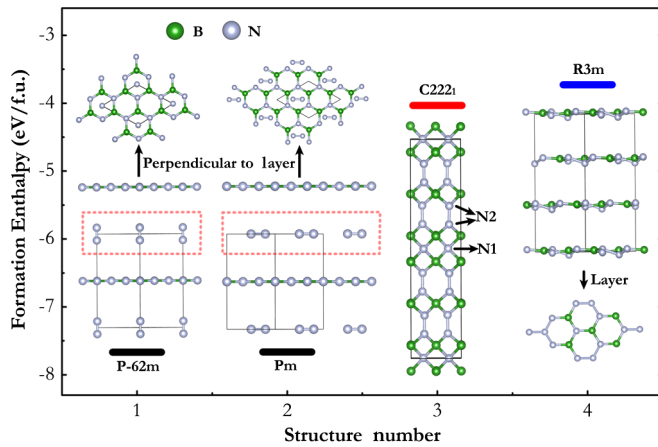 B N
R3m
C222₁
Perpendicular to layer
N2
N1
Layer
P-62m
Pm
Formation Enthalpy (eV/f.u.)
-3
-4
-5
-6
-7
-8
1 2 3 4
Structure number